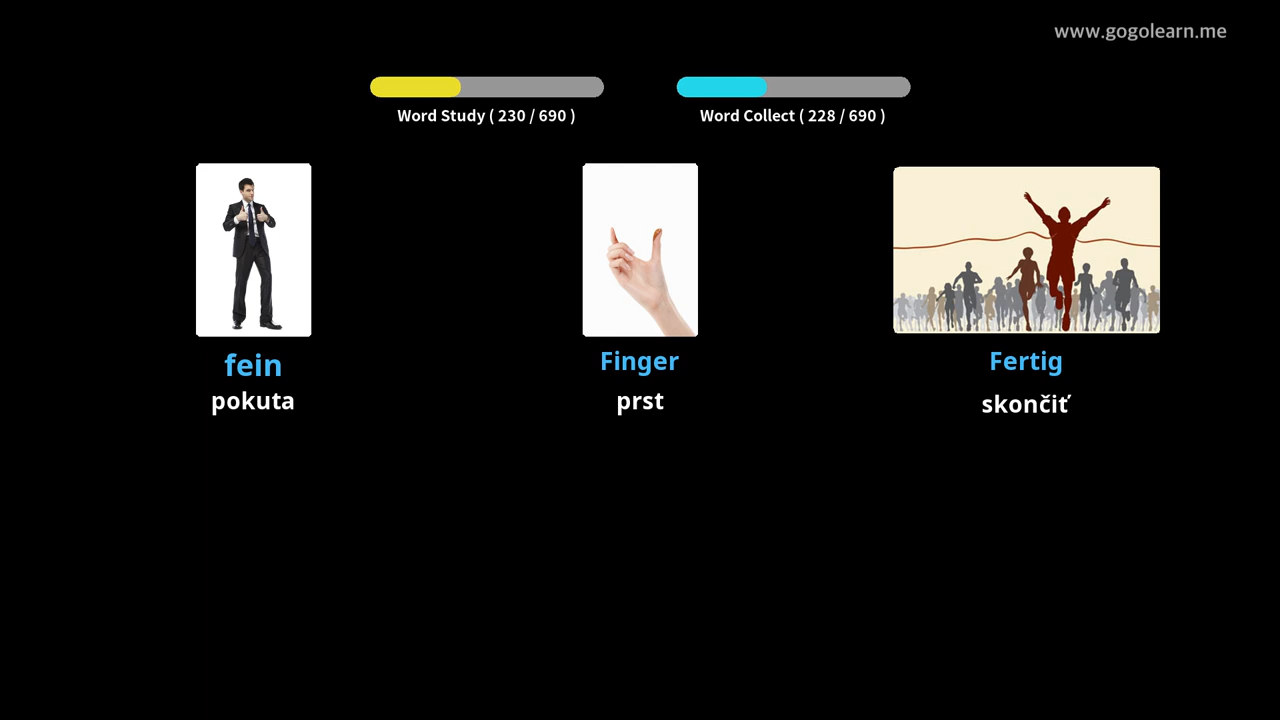 www.gogolearn.me
Word Study ( 230 / 690 )
Word Collect ( 228 / 690 )
fein
pokuta
Finger
prst
Fertig
skončiť